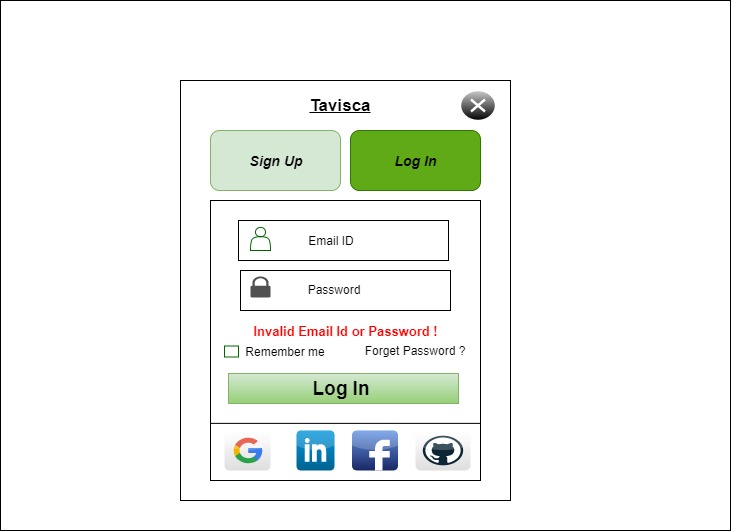 Tavisca
Sign Up
Log In
Email ID
Password
Invalid Email Id or Password !
Remember me
Forget Password ?
Log In
G
in
f